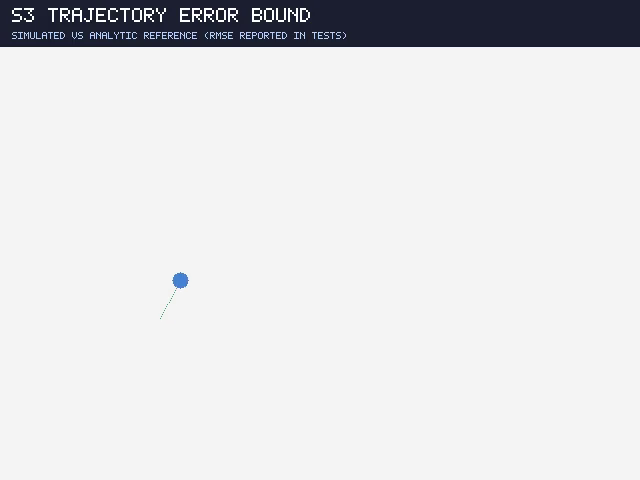 S3 TRAJECTORY ERROR BOUND
SIMULATED VS ANALYTIC REFERENCE (RMSE REPORTED IN TESTS)